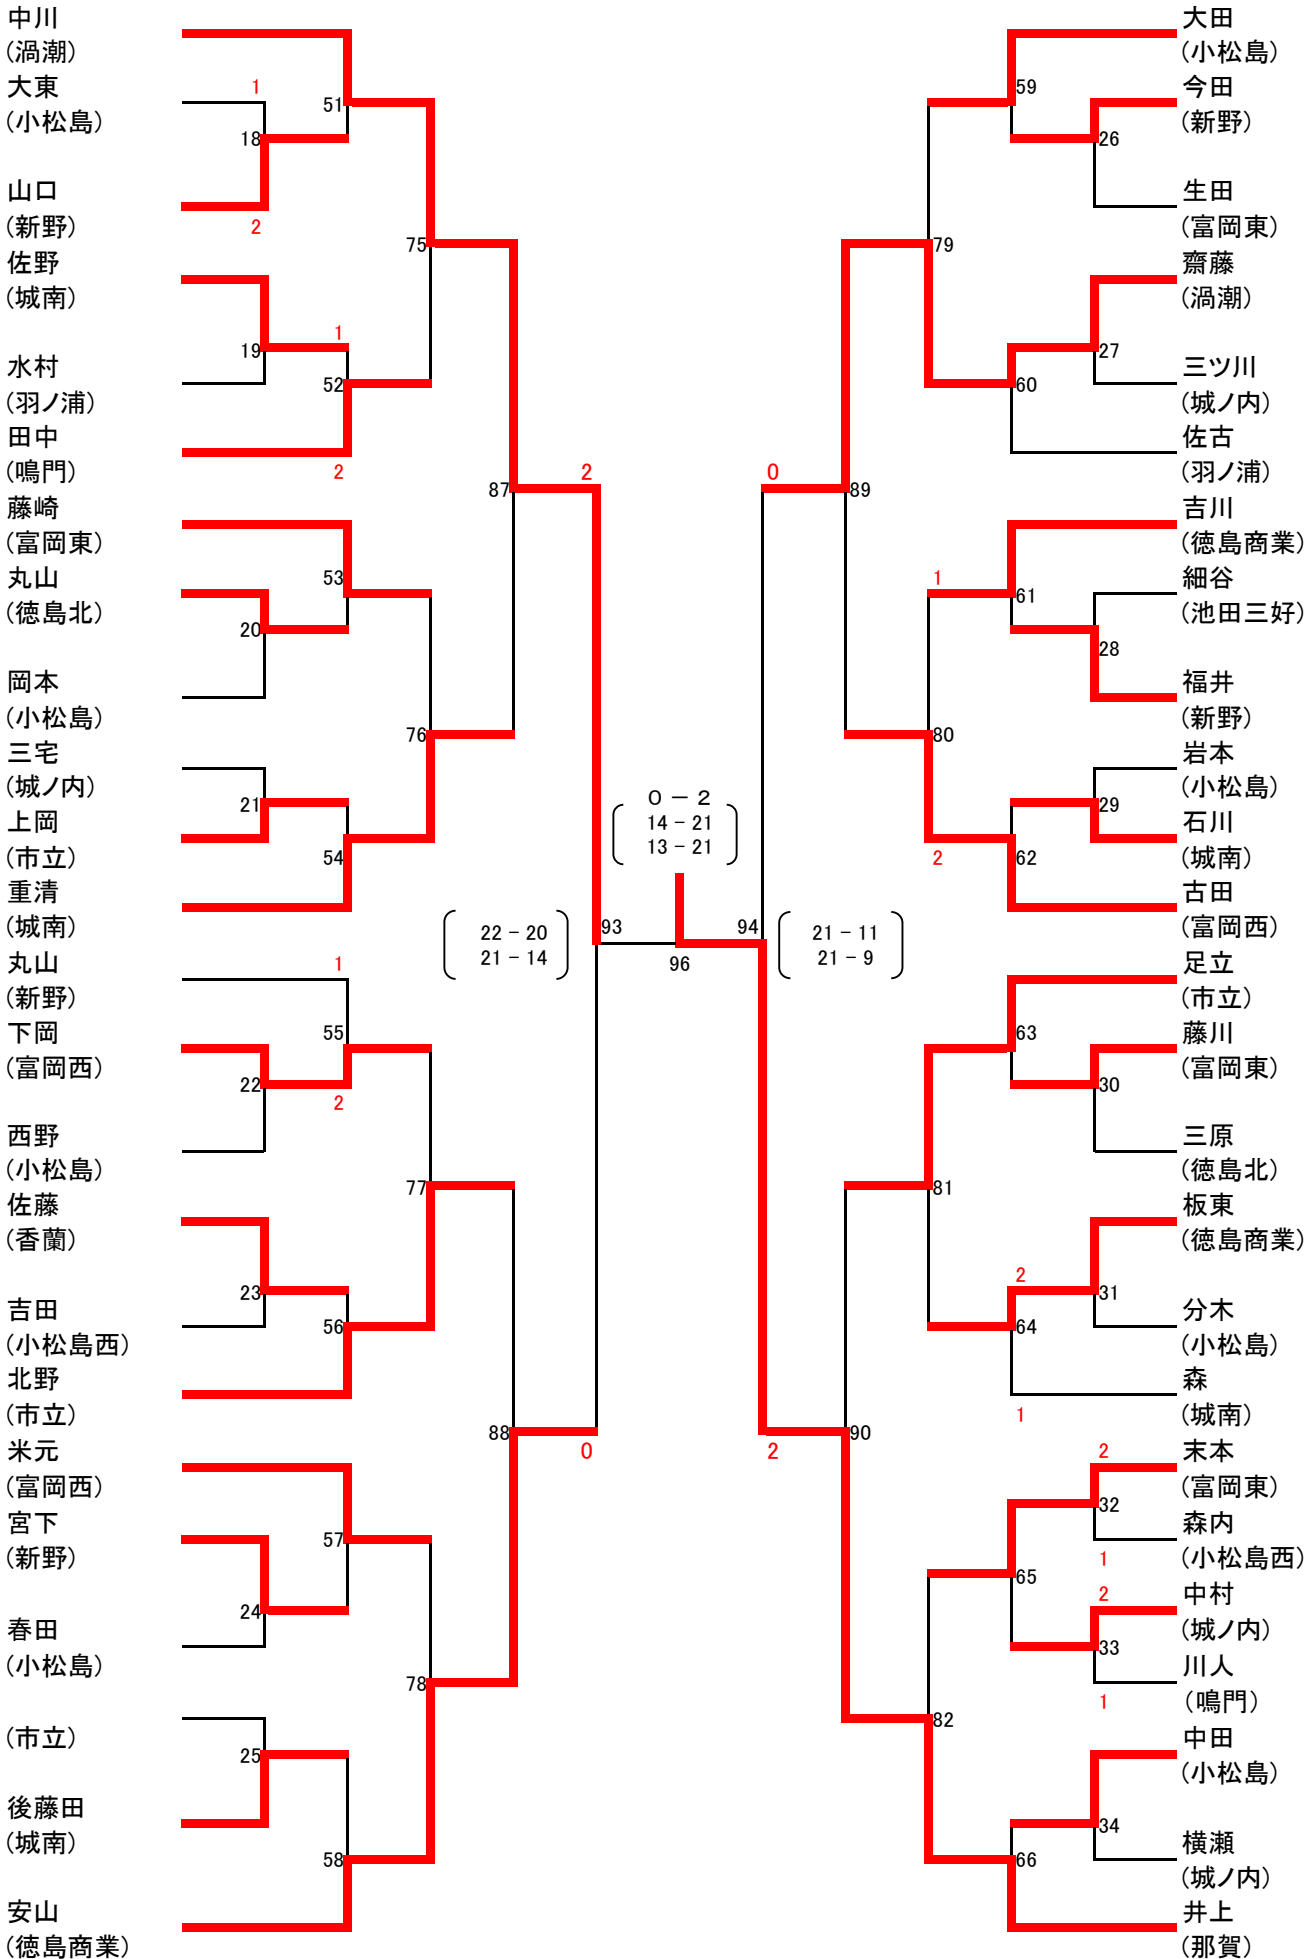 中川
(渦潮)
大東
(小松島)
山口
(新野)
佐野
(城南)
水村
(羽ノ浦)
田中
(鳴門)
藤崎
(富岡東)
丸山
(徳島北)
岡本
(小松島)
三宅
(城ノ内)
上岡
(市立)
重清
(城南)
丸山
(新野)
下岡
(富岡西)
西野
(小松島)
佐藤
(香蘭)
吉田
(小松島西)
北野
(市立)
米元
(富岡西)
宮下
(新野)
春田
(小松島)
(市立)
後藤田
(城南)
安山
(徳島商業)
1
18
2
51
19
1
52
2
75
53
20
21
54
76
87
2
1
55
22
2
23
56
77
57
24
25
58
78
88
0
22 − 20
21 − 14
93
0 − 2
14 − 21
13 − 21
96
94
21 − 11
21 − 9
0
89
2
90
79
1
80
2
81
82
59
60
61
62
63
2
64
1
65
66
26
27
28
29
30
31
2
32
1
2
33
1
34
大田
(小松島)
今田
(新野)
生田
(富岡東)
齋藤
(渦潮)
三ツ川
(城ノ内)
佐古
(羽ノ浦)
吉川
(徳島商業)
細谷
(池田三好)
福井
(新野)
岩本
(小松島)
石川
(城南)
古田
(富岡西)
足立
(市立)
藤川
(富岡東)
三原
(徳島北)
板東
(徳島商業)
分木
(小松島)
森
(城南)
末本
(富岡東)
森内
(小松島西)
中村
(城ノ内)
川人
(鳴門)
中田
(小松島)
横瀬
(城ノ内)
井上
(那賀)